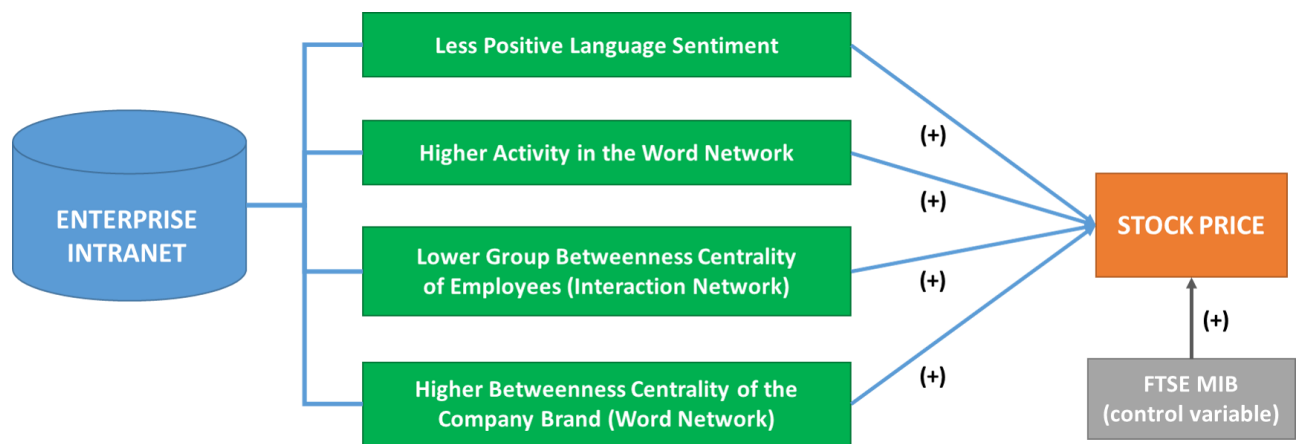 ENTERPRISE
INTRANET
Less Positive Language Sentiment
Higher Activity in the Word Network
Lower Group Betweenness Centrality
of Employees (Interaction Network)
Higher Betweenness Centrality of the
Company Brand (Word Network)
(+)
(+)
(+)
(+)
STOCK PRICE
(+)
FTSE MIB
(control variable)